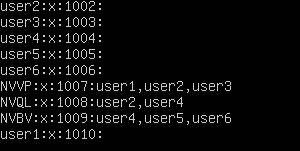 user2:x:1002:
user3:x:1003:
user4:x:1004:
user5:x:1005:
user6:x:1006:
NVVP:x:1007:user1,user2,user3
NVQL:x:1008:user2,user4
NVBV:x:1009:user4,user5,user6
user1:x:1010: